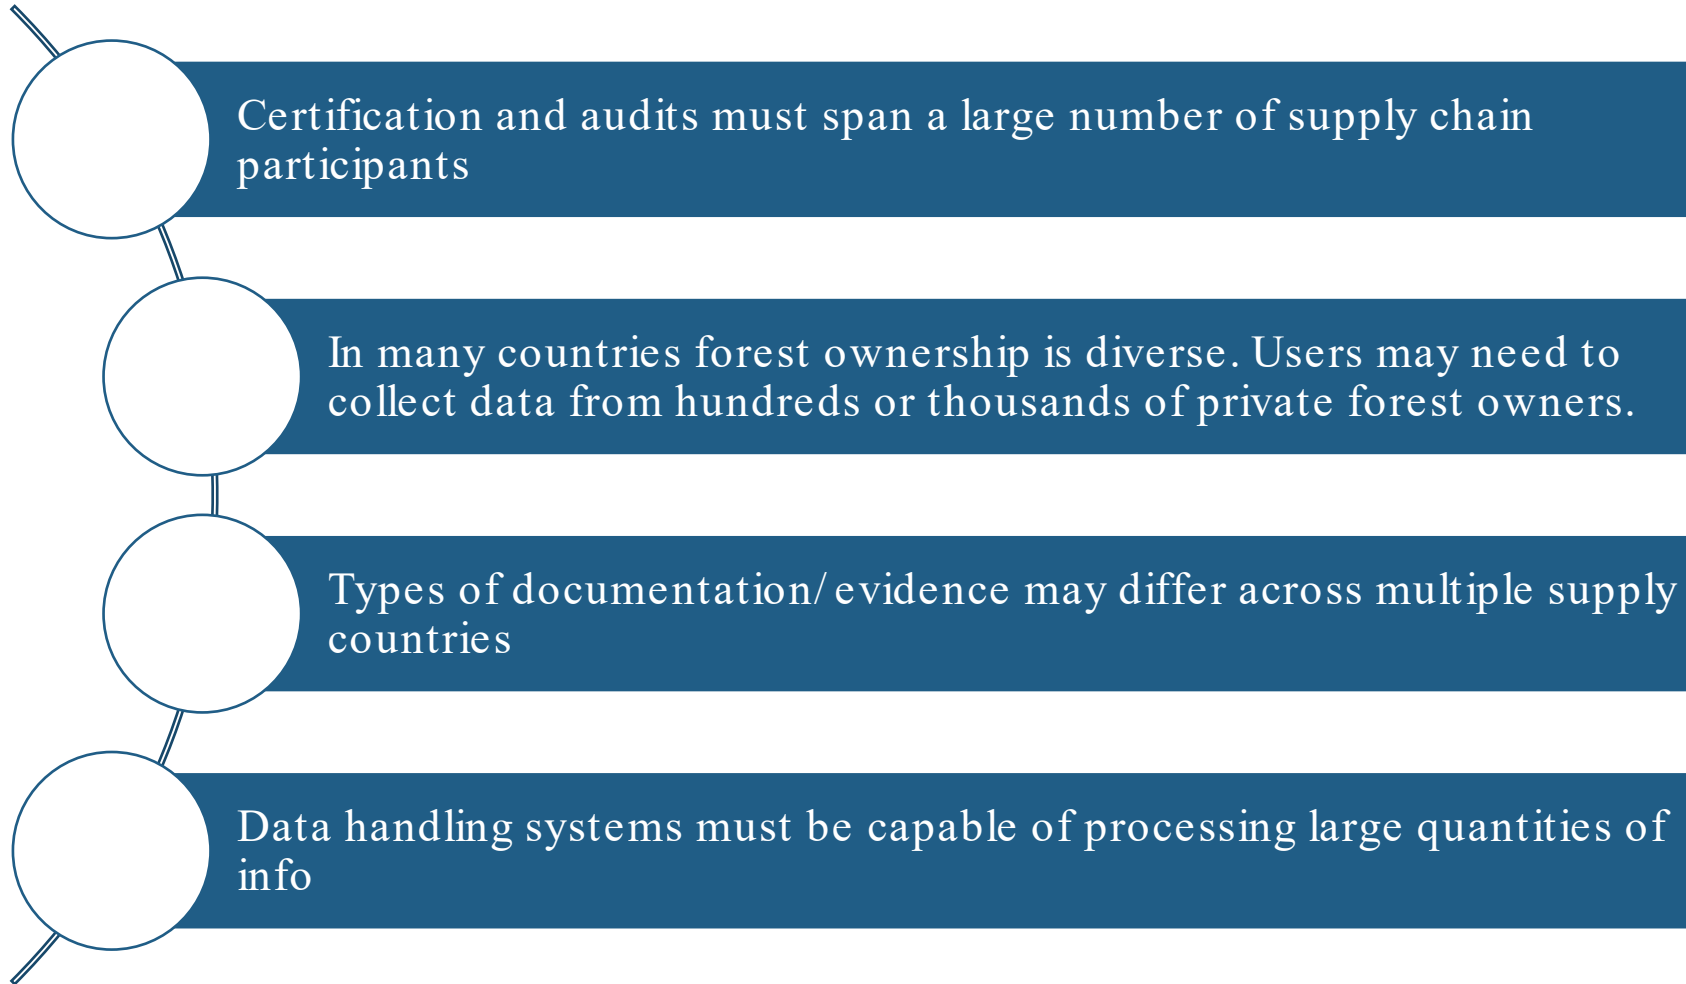 Certification and audits must span a large number of supply chain
participants
In many countries forest ownership is diverse. Users may need to
collect data from hundreds or thousands of private forest owners.
Types of documentation/evidence may differ across multiple supply
countries
Data handling systems must be capable of processing large quantities of
info